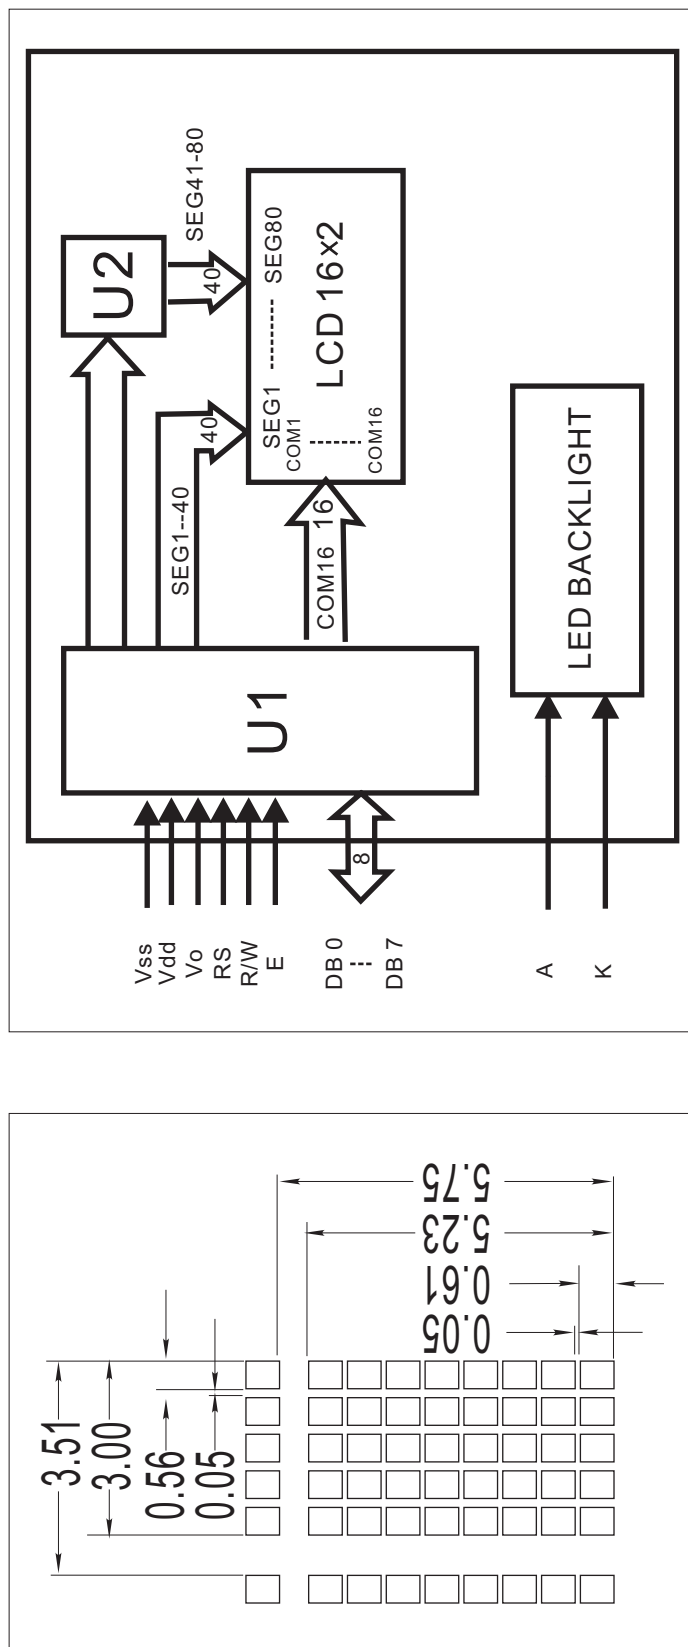 Vss
Vdd
Vo
RS
R/W
E
DB 0
DB 7
8
A
K
U1
U2
SEG1--40
40
SEG41-80
40
COM16 16
SEG1 --------- SEG80
COM1
COM16
LCD 16×2
LED BACKLIGHT
3.51
3.00
0.56
0.05
5.75
5.23
0.61
0.05